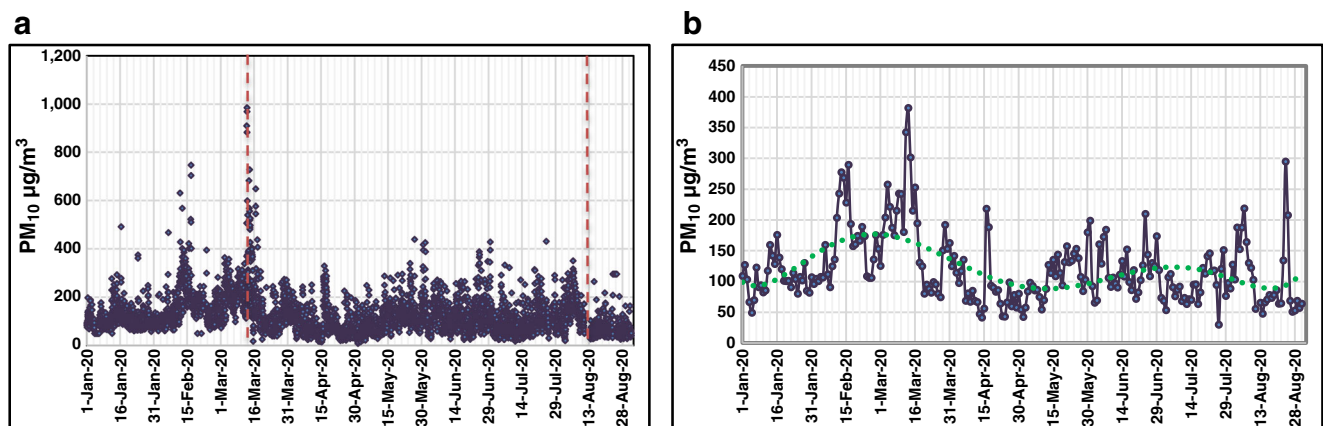 a
1,200
1,000
800
600
400
200
0
PM₁₀ µg/m³
1-Jan-20
16-Jan-20
31-Jan-20
15-Feb-20
1-Mar-20
16-Mar-20
31-Mar-20
15-Apr-20
30-Apr-20
15-May-20
30-May-20
14-Jun-20
29-Jun-20
14-Jul-20
29-Jul-20
13-Aug-20
28-Aug-20
b
450
400
350
300
250
200
150
100
50
0
PM₁₀ µg/m³
1-Jan-20
16-Jan-20
31-Jan-20
15-Feb-20
1-Mar-20
16-Mar-20
31-Mar-20
15-Apr-20
30-Apr-20
15-May-20
30-May-20
14-Jun-20
29-Jun-20
14-Jul-20
29-Jul-20
13-Aug-20
28-Aug-20